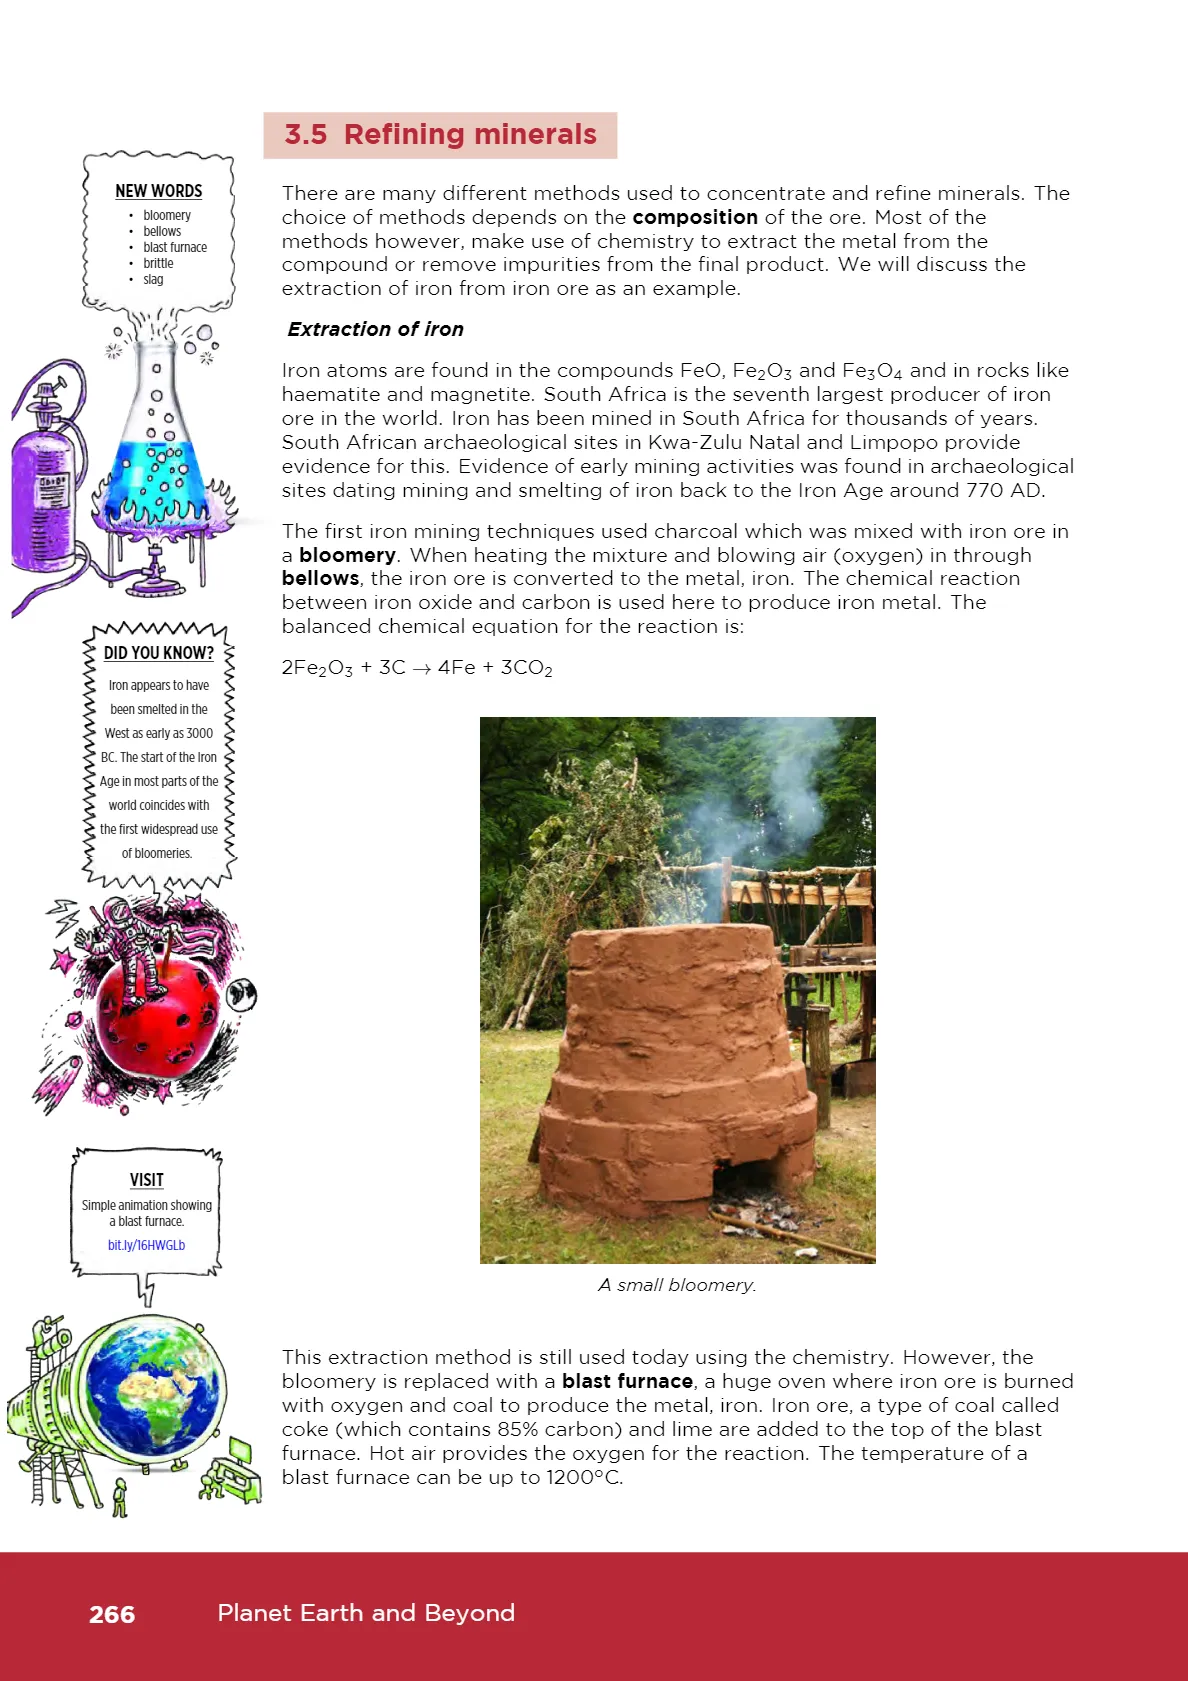 3.5 Refining minerals
NEW WORDS
• bloomery
• bellows
• blast furnace
• brittle
• slag
There are many different methods used to concentrate and refine minerals. The
choice of methods depends on the composition of the ore. Most of the
methods however, make use of chemistry to extract the metal from the
compound or remove impurities from the final product. We will discuss the
extraction of iron from iron ore as an example.
Extraction of iron
Iron atoms are found in the compounds FeO, Fe₂O₃ and Fe₃O₄ and in rocks like
haematite and magnetite. South Africa is the seventh largest producer of iron
ore in the world. Iron has been mined in South Africa for thousands of years.
South African archaeological sites in Kwa-Zulu Natal and Limpopo provide
evidence for this. Evidence of early mining activities was found in archaeological
sites dating mining and smelting of iron back to the Iron Age around 770 AD.
The first iron mining techniques used charcoal which was mixed with iron ore in
a bloomery. When heating the mixture and blowing air (oxygen) in through
bellows, the iron ore is converted to the metal, iron. The chemical reaction
between iron oxide and carbon is used here to produce iron metal. The
balanced chemical equation for the reaction is:
2Fe₂O₃ + 3C → 4Fe + 3CO₂
DID YOU KNOW?
Iron appears to have
been smelted in the
West as early as 3000
BC. The start of the Iron
Age in most parts of the
world coincides with
the first widespread use
of bloomeries.
A small bloomery.
VISIT
Simple animation showing
a blast furnace.
bit.ly/16HWGLb
This extraction method is still used today using the chemistry. However, the
bloomery is replaced with a blast furnace, a huge oven where iron ore is burned
with oxygen and coal to produce the metal, iron. Iron ore, a type of coal called
coke (which contains 85% carbon) and lime are added to the top of the blast
furnace. Hot air provides the oxygen for the reaction. The temperature of a
blast furnace can be up to 1200°C.
266 Planet Earth and Beyond